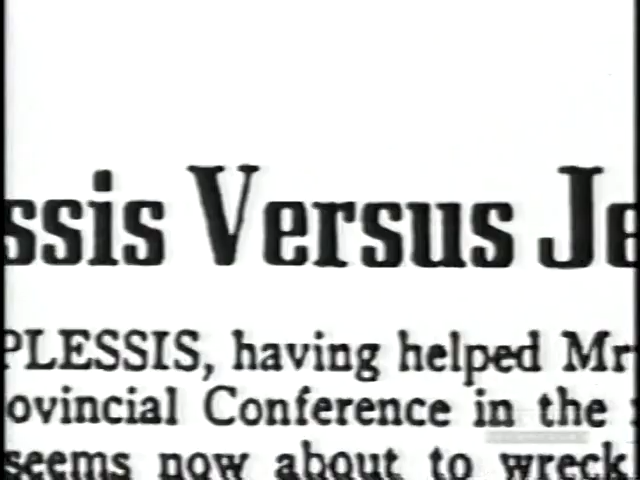 ssis Versus Je
PLESSIS, having helped Mr
ovincial Conference in the
seems now about to wreck